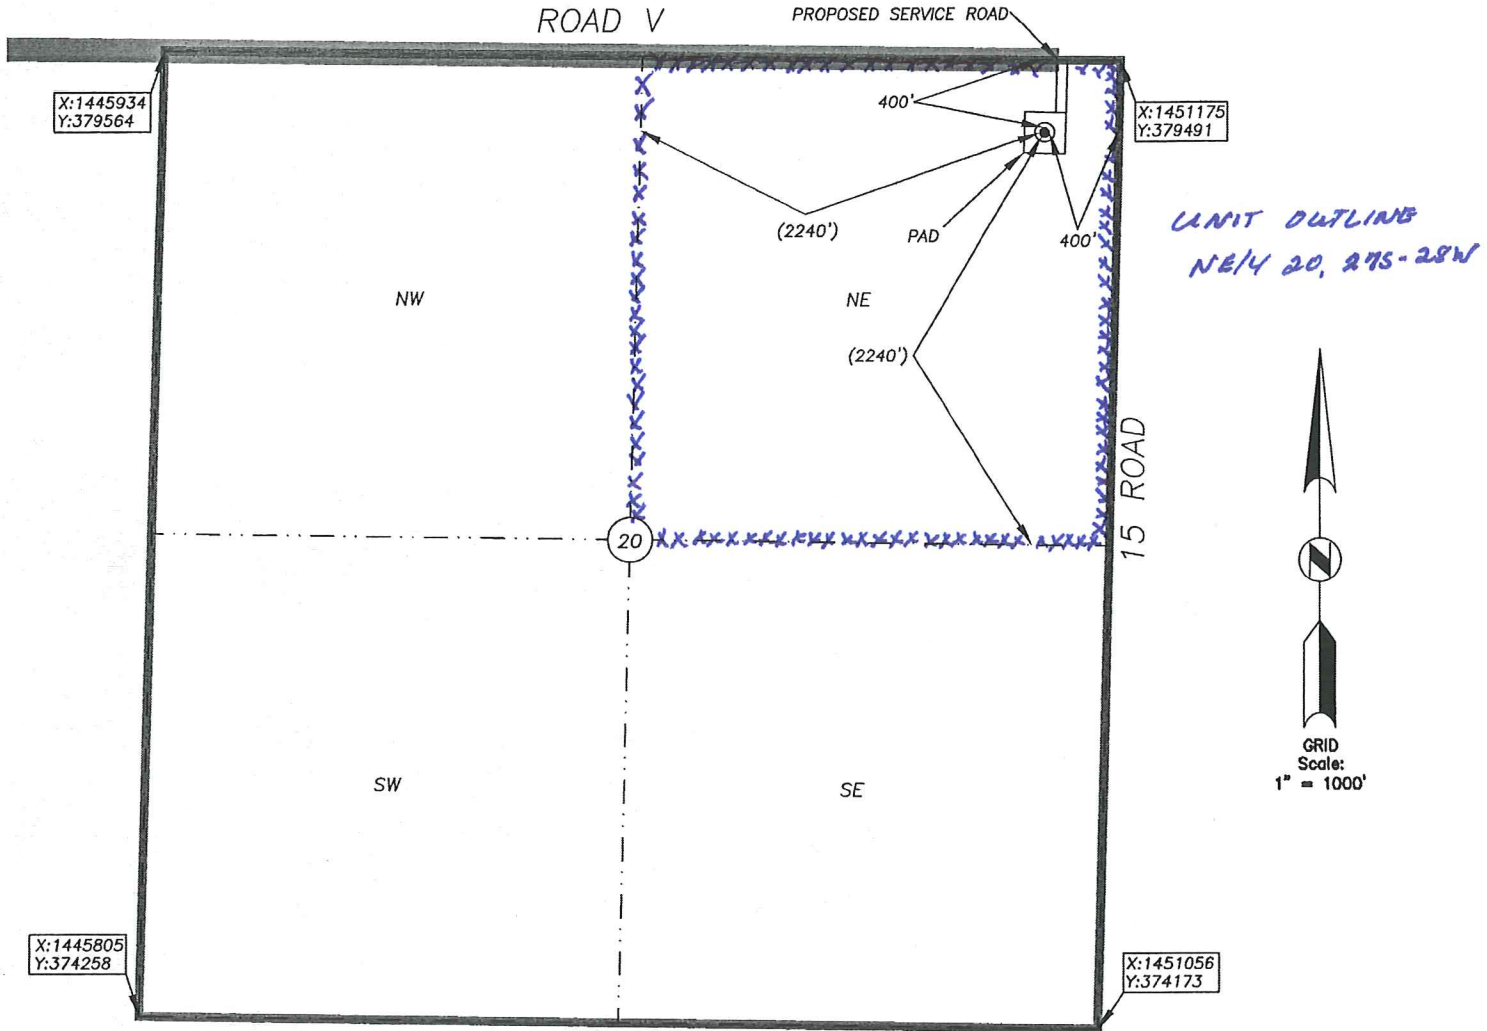 ROAD V
PROPOSED SERVICE ROAD
X:1445934
Y:379564
400'
X:1451175
Y:379491
(2240')
PAD
400'
UNIT OUTLINE
NE/4 20, 27S-28W
NW
NE
(2240')
15 ROAD
20
N
GRID
Scale:
1" = 1000'
SW
SE
X:1445805
Y:374258
X:1451056
Y:374173